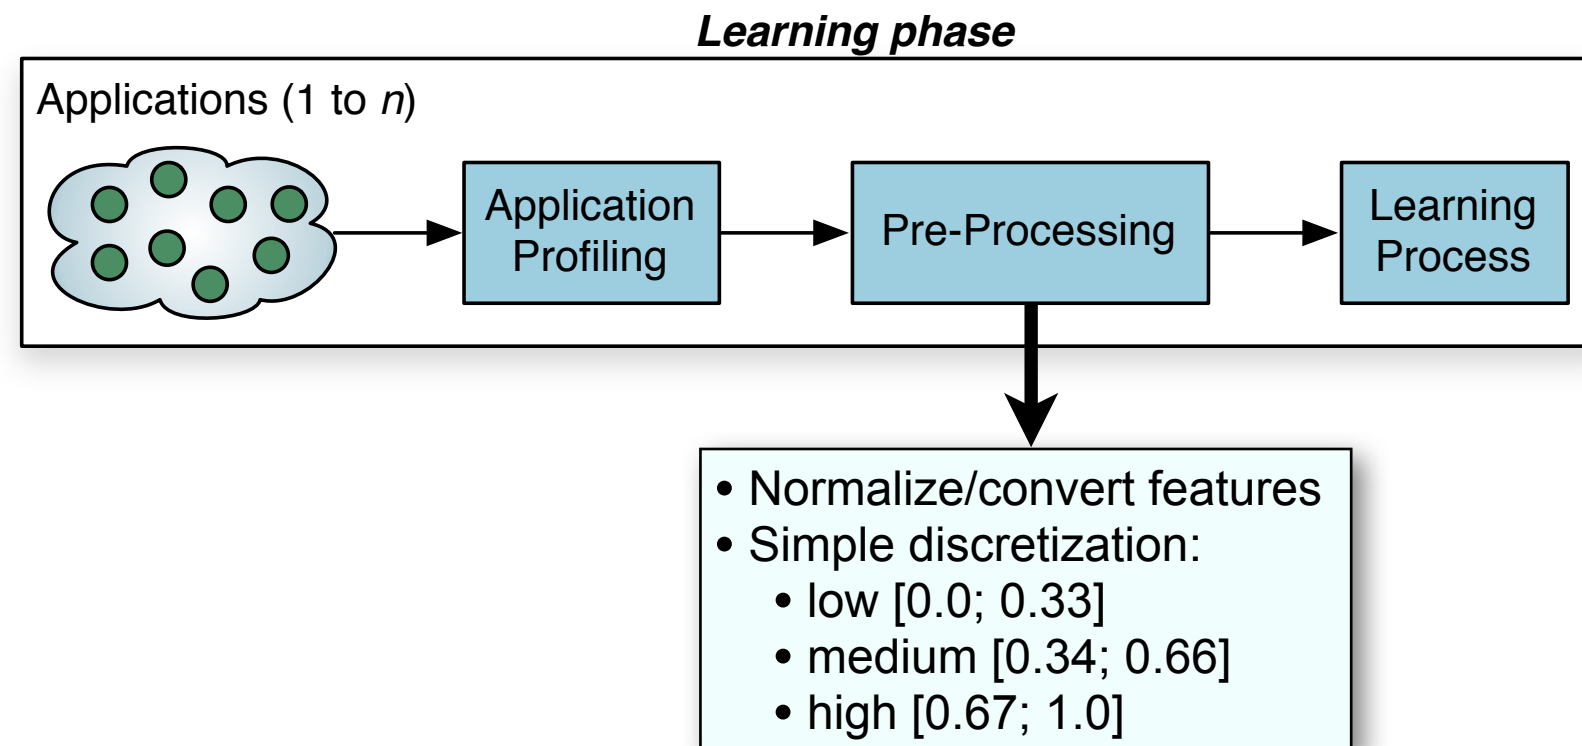 Learning phase
Applications (1 to n)
Application
Profiling
Pre-Processing
Learning
Process
• Normalize/convert features
• Simple discretization:
• low [0.0; 0.33]
• medium [0.34; 0.66]
• high [0.67; 1.0]